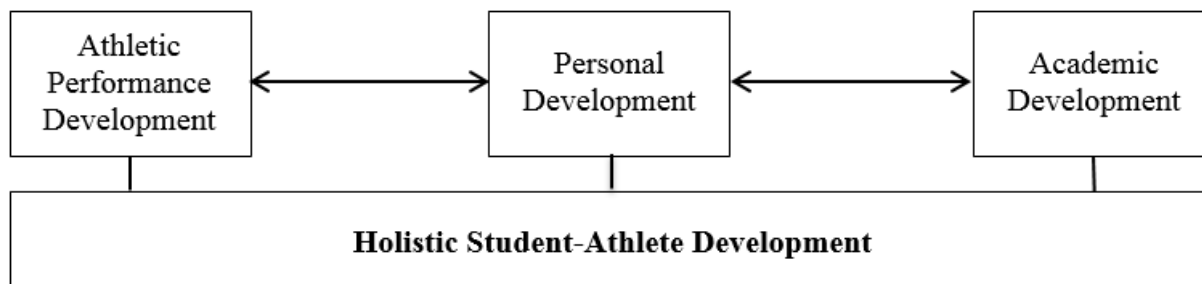 Athletic
Performance
Development
Personal
Development
Academic
Development
Holistic Student-Athlete Development